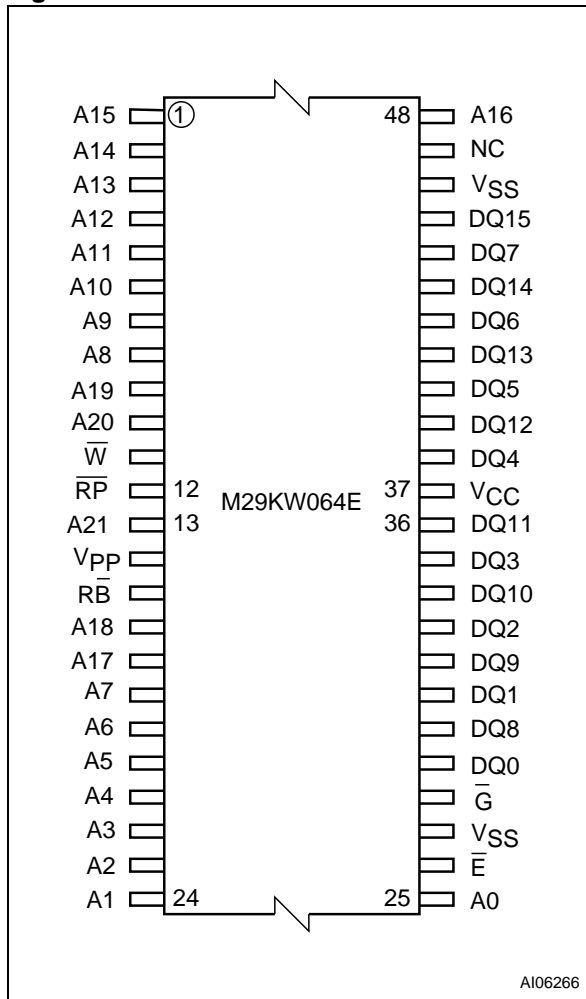 A15 ① 48 A16
A14 NC
A13 VSS
A12 DQ15
A11 DQ7
A10 DQ14
A9 DQ6
A8 DQ13
A19 DQ5
A20 DQ12
W̅ DQ4
R̅P̅ 12 M29KW064E 37 VCC
A21 13 36 DQ11
VPP DQ3
RB̅ DQ10
A18 DQ2
A17 DQ9
A7 DQ1
A6 DQ8
A5 DQ0
A4 G̅
A3 VSS
A2 E̅
A1 24 25 A0
AI06266